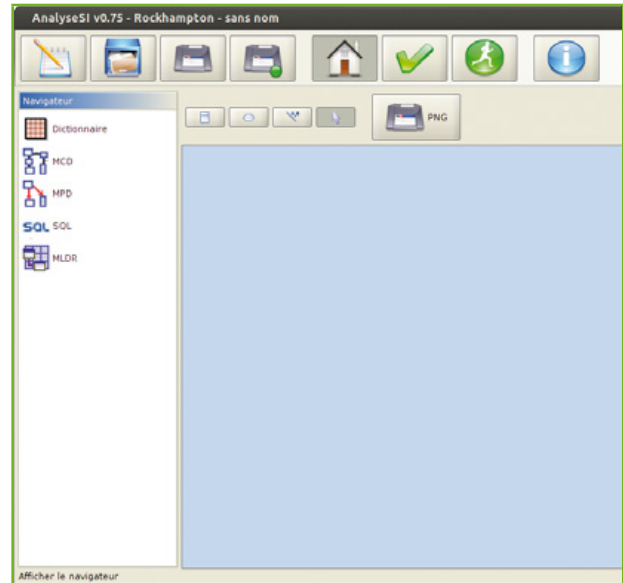 AnalyseSI v0.75 - Rockhampton - sans nom
Navigateur
PNG
Dictionnaire
MCD
MPD
SQL SQL
MLDR
Afficher le navigateur